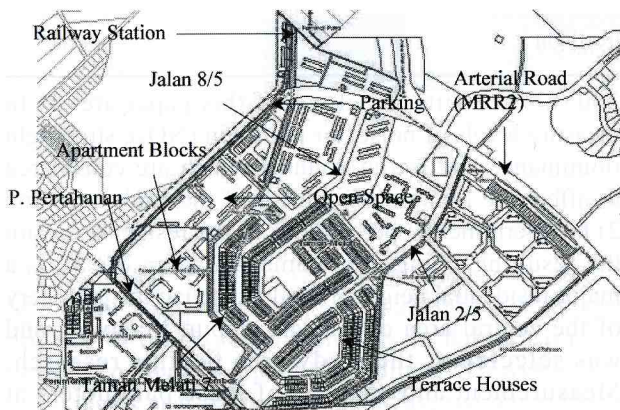 Railway Station
Jalan 8/5
Arterial Road
(MRR2)
Parking
Apartment Blocks
P. Pertahanan
Open Space
Jalan 2/5
Taman Melati 7
Terrace Houses